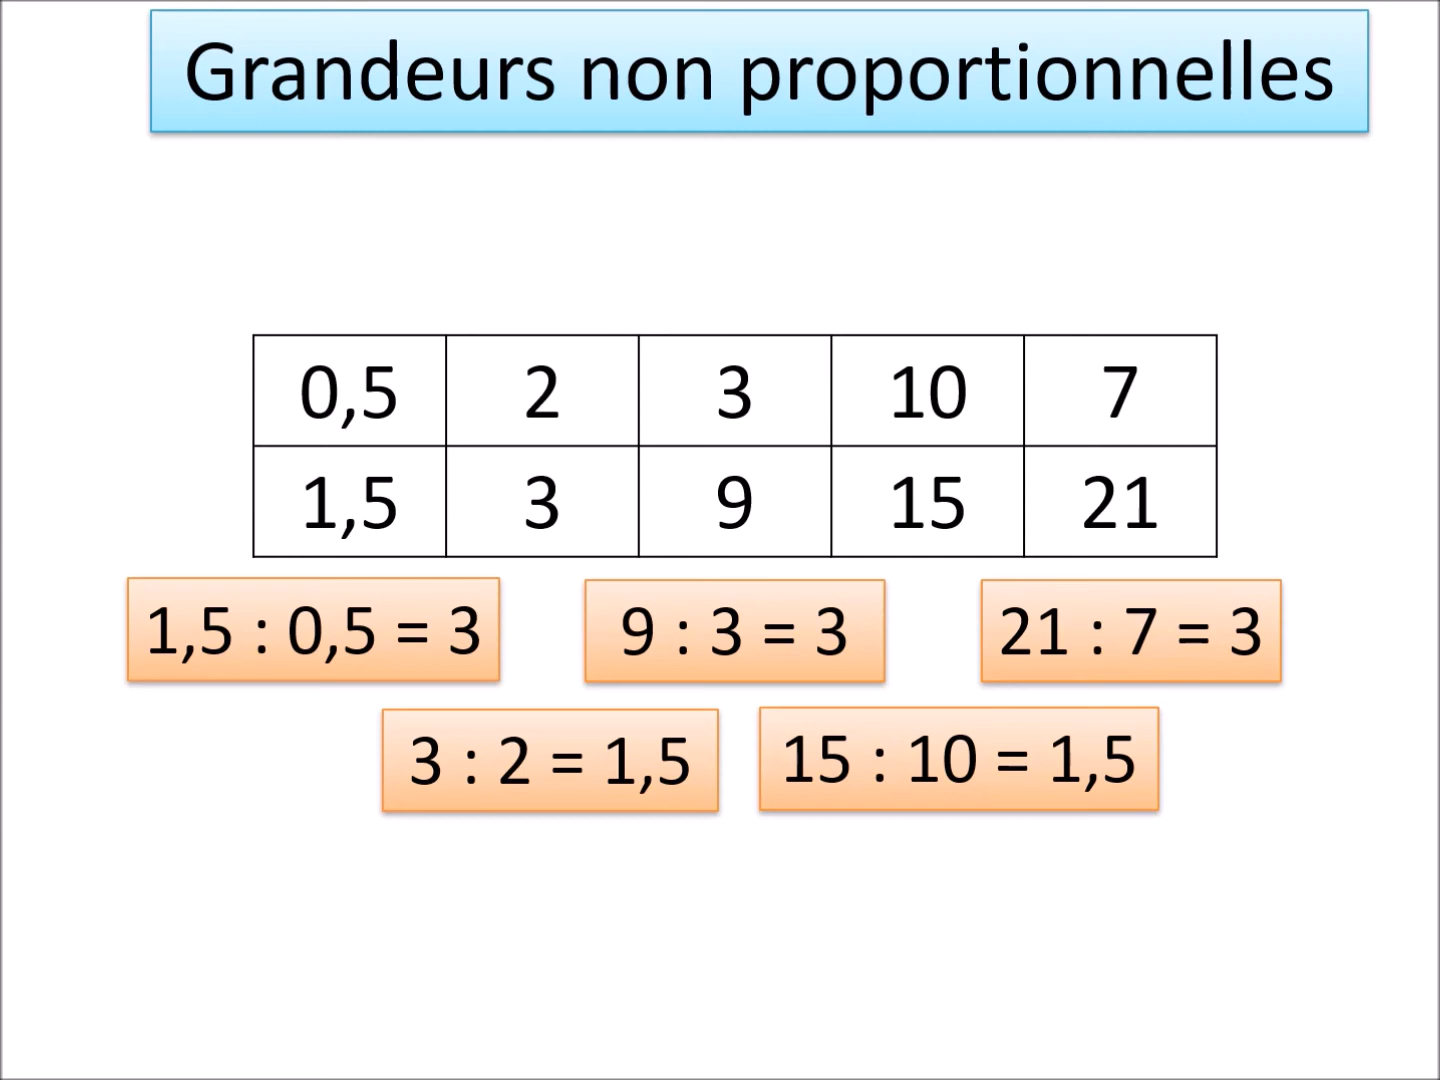 Grandeurs non proportionnelles
0,5 2 3 10 7
1,5 3 9 15 21
1,5 : 0,5 = 3
9 : 3 = 3
21 : 7 = 3
3 : 2 = 1,5
15 : 10 = 1,5